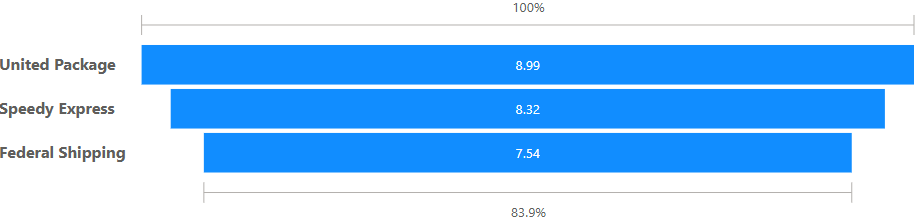 100%
United Package 8.99
Speedy Express 8.32
Federal Shipping 7.54
83.9%